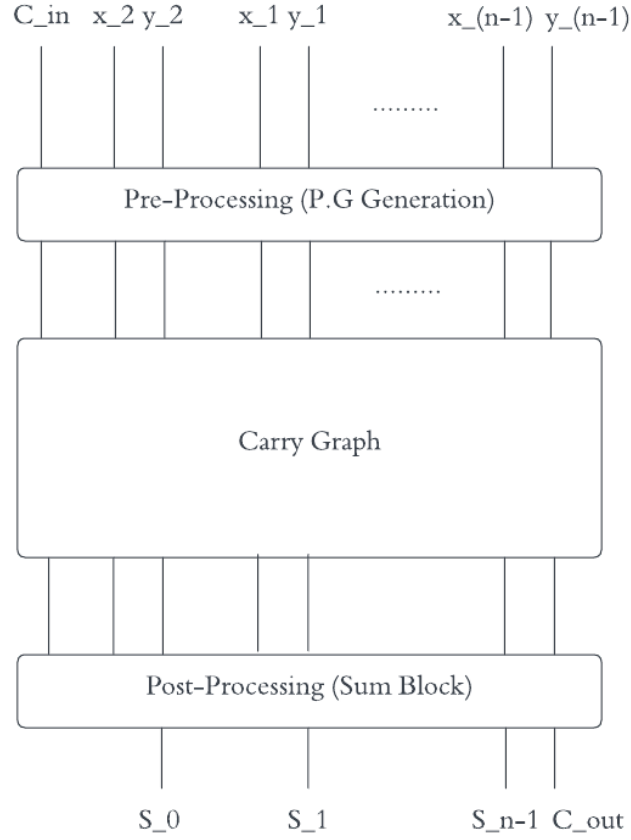 C_in x_2 y_2 x_1 y_1 x_(n-1) y_(n-1)
.........
Pre-Processing (P.G Generation)
.........
Carry Graph
Post-Processing (Sum Block)
S_0 S_1 S_n-1 C_out